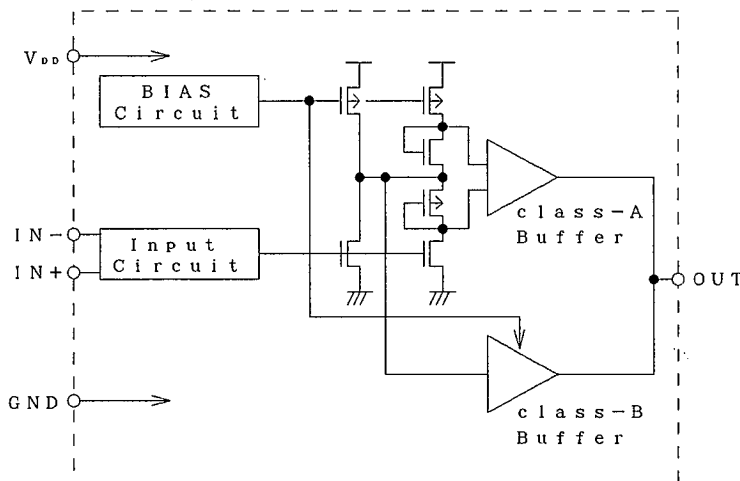 VDD
BIAS
Circuit
IN-
IN+
Input
Circuit
class-A
Buffer
OUT
GND
class-B
Buffer